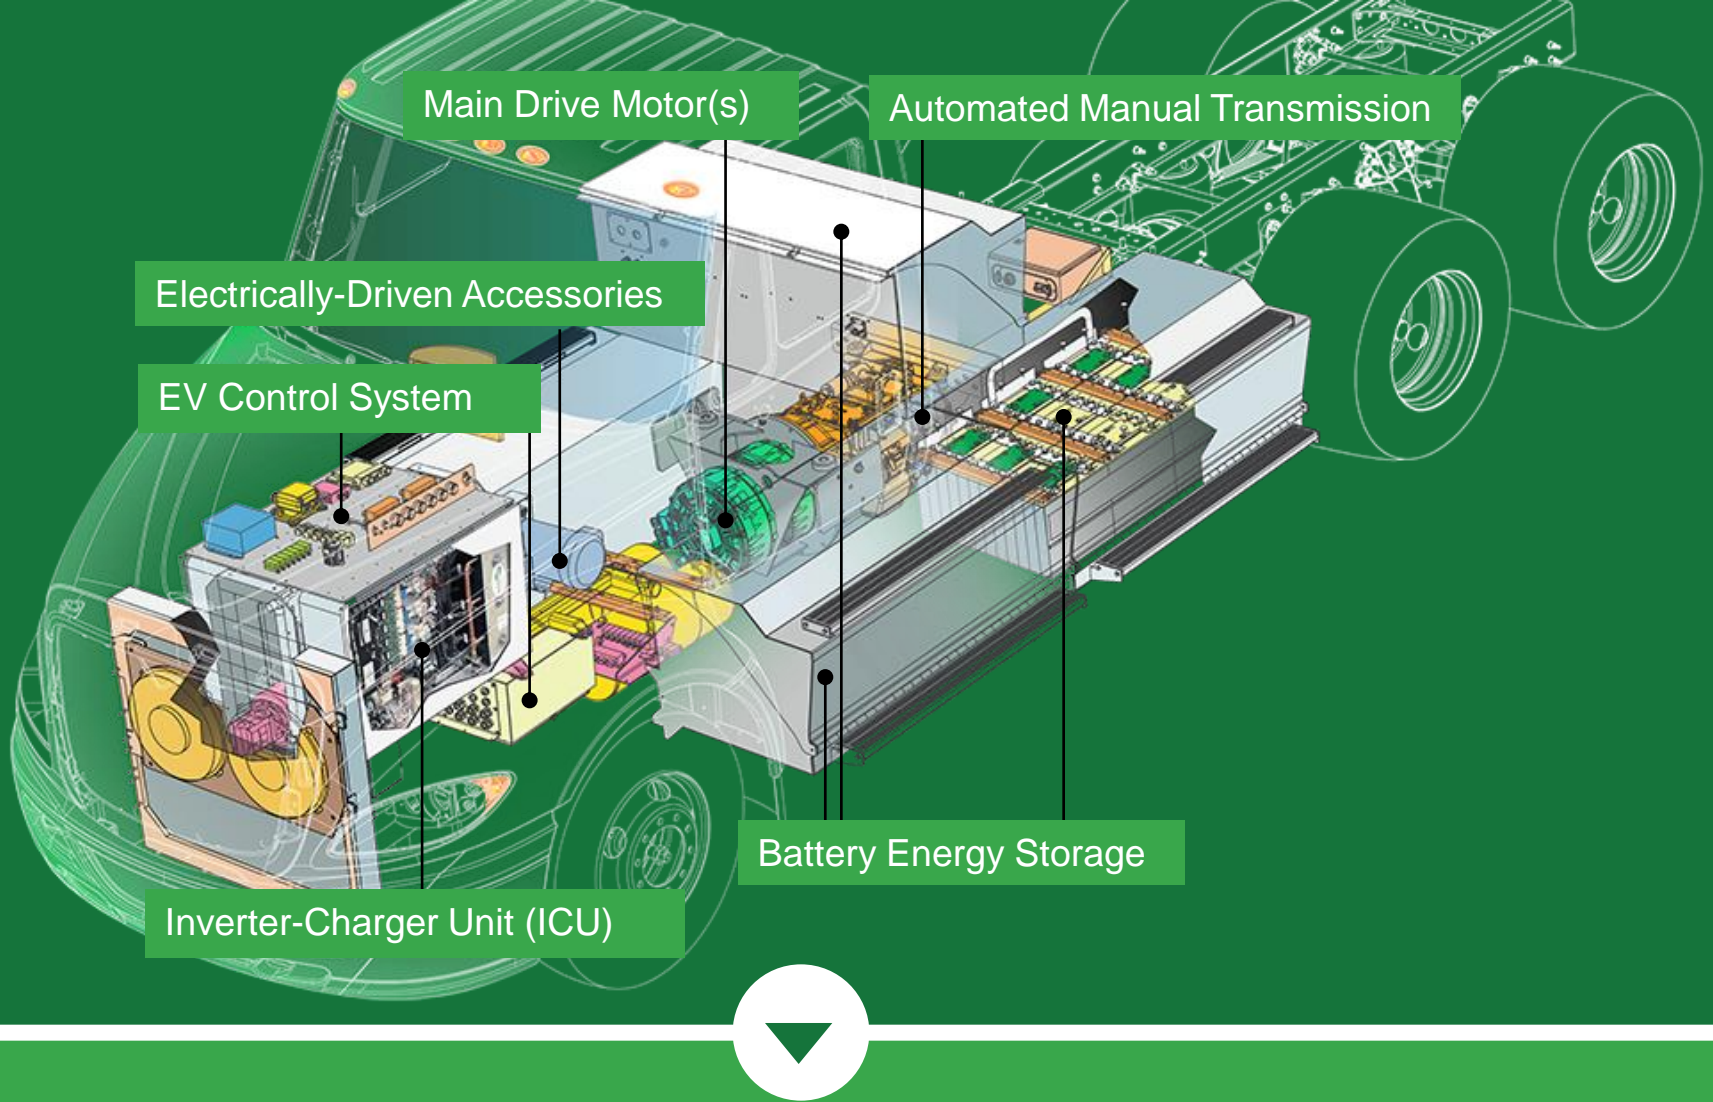 Main Drive Motor(s)
Automated Manual Transmission
Electrically-Driven Accessories
EV Control System
Battery Energy Storage
Inverter-Charger Unit (ICU)